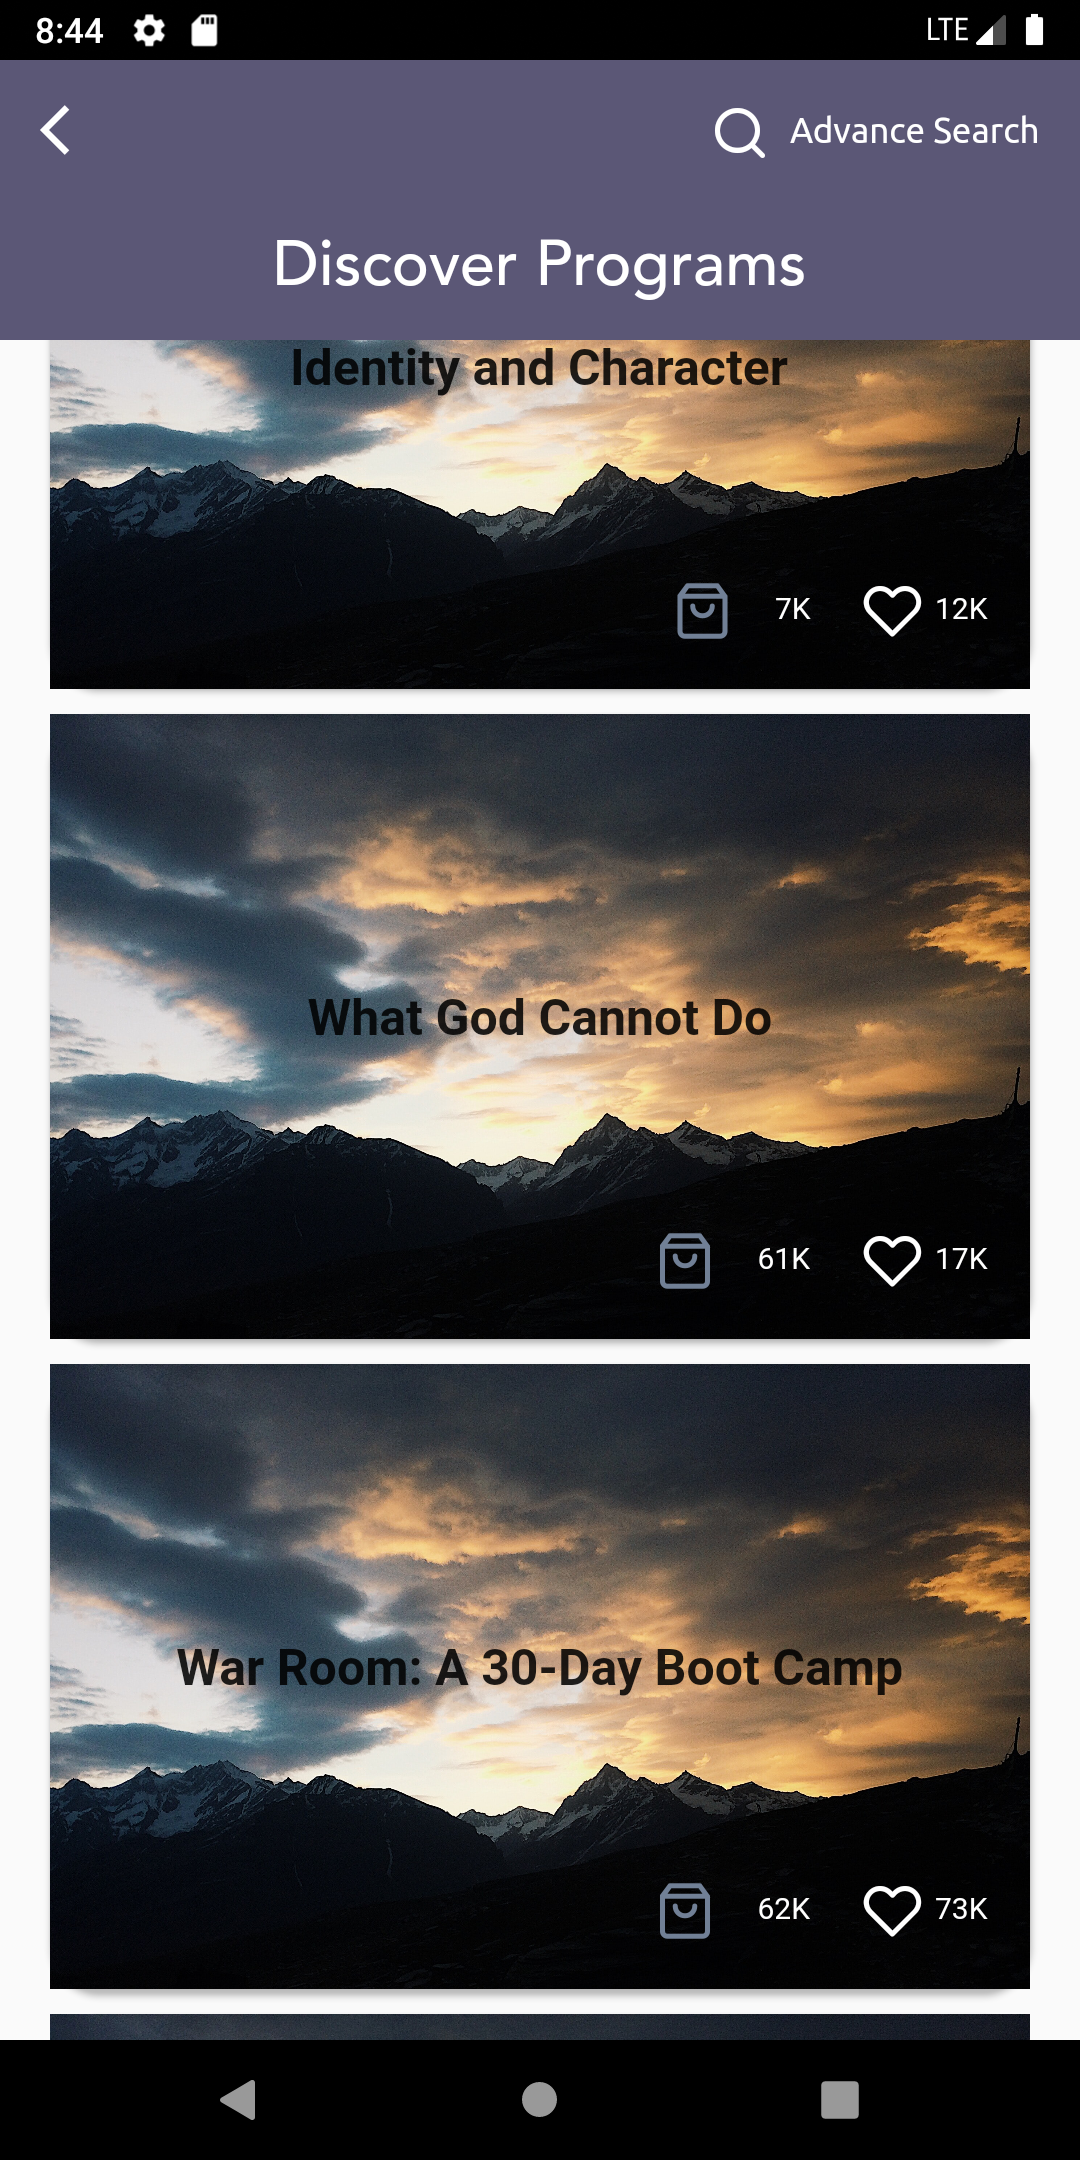 8:44
LTE
Advance Search
Discover Programs
Identity and Character
7K 12K
What God Cannot Do
61K 17K
War Room: A 30-Day Boot Camp
62K 73K